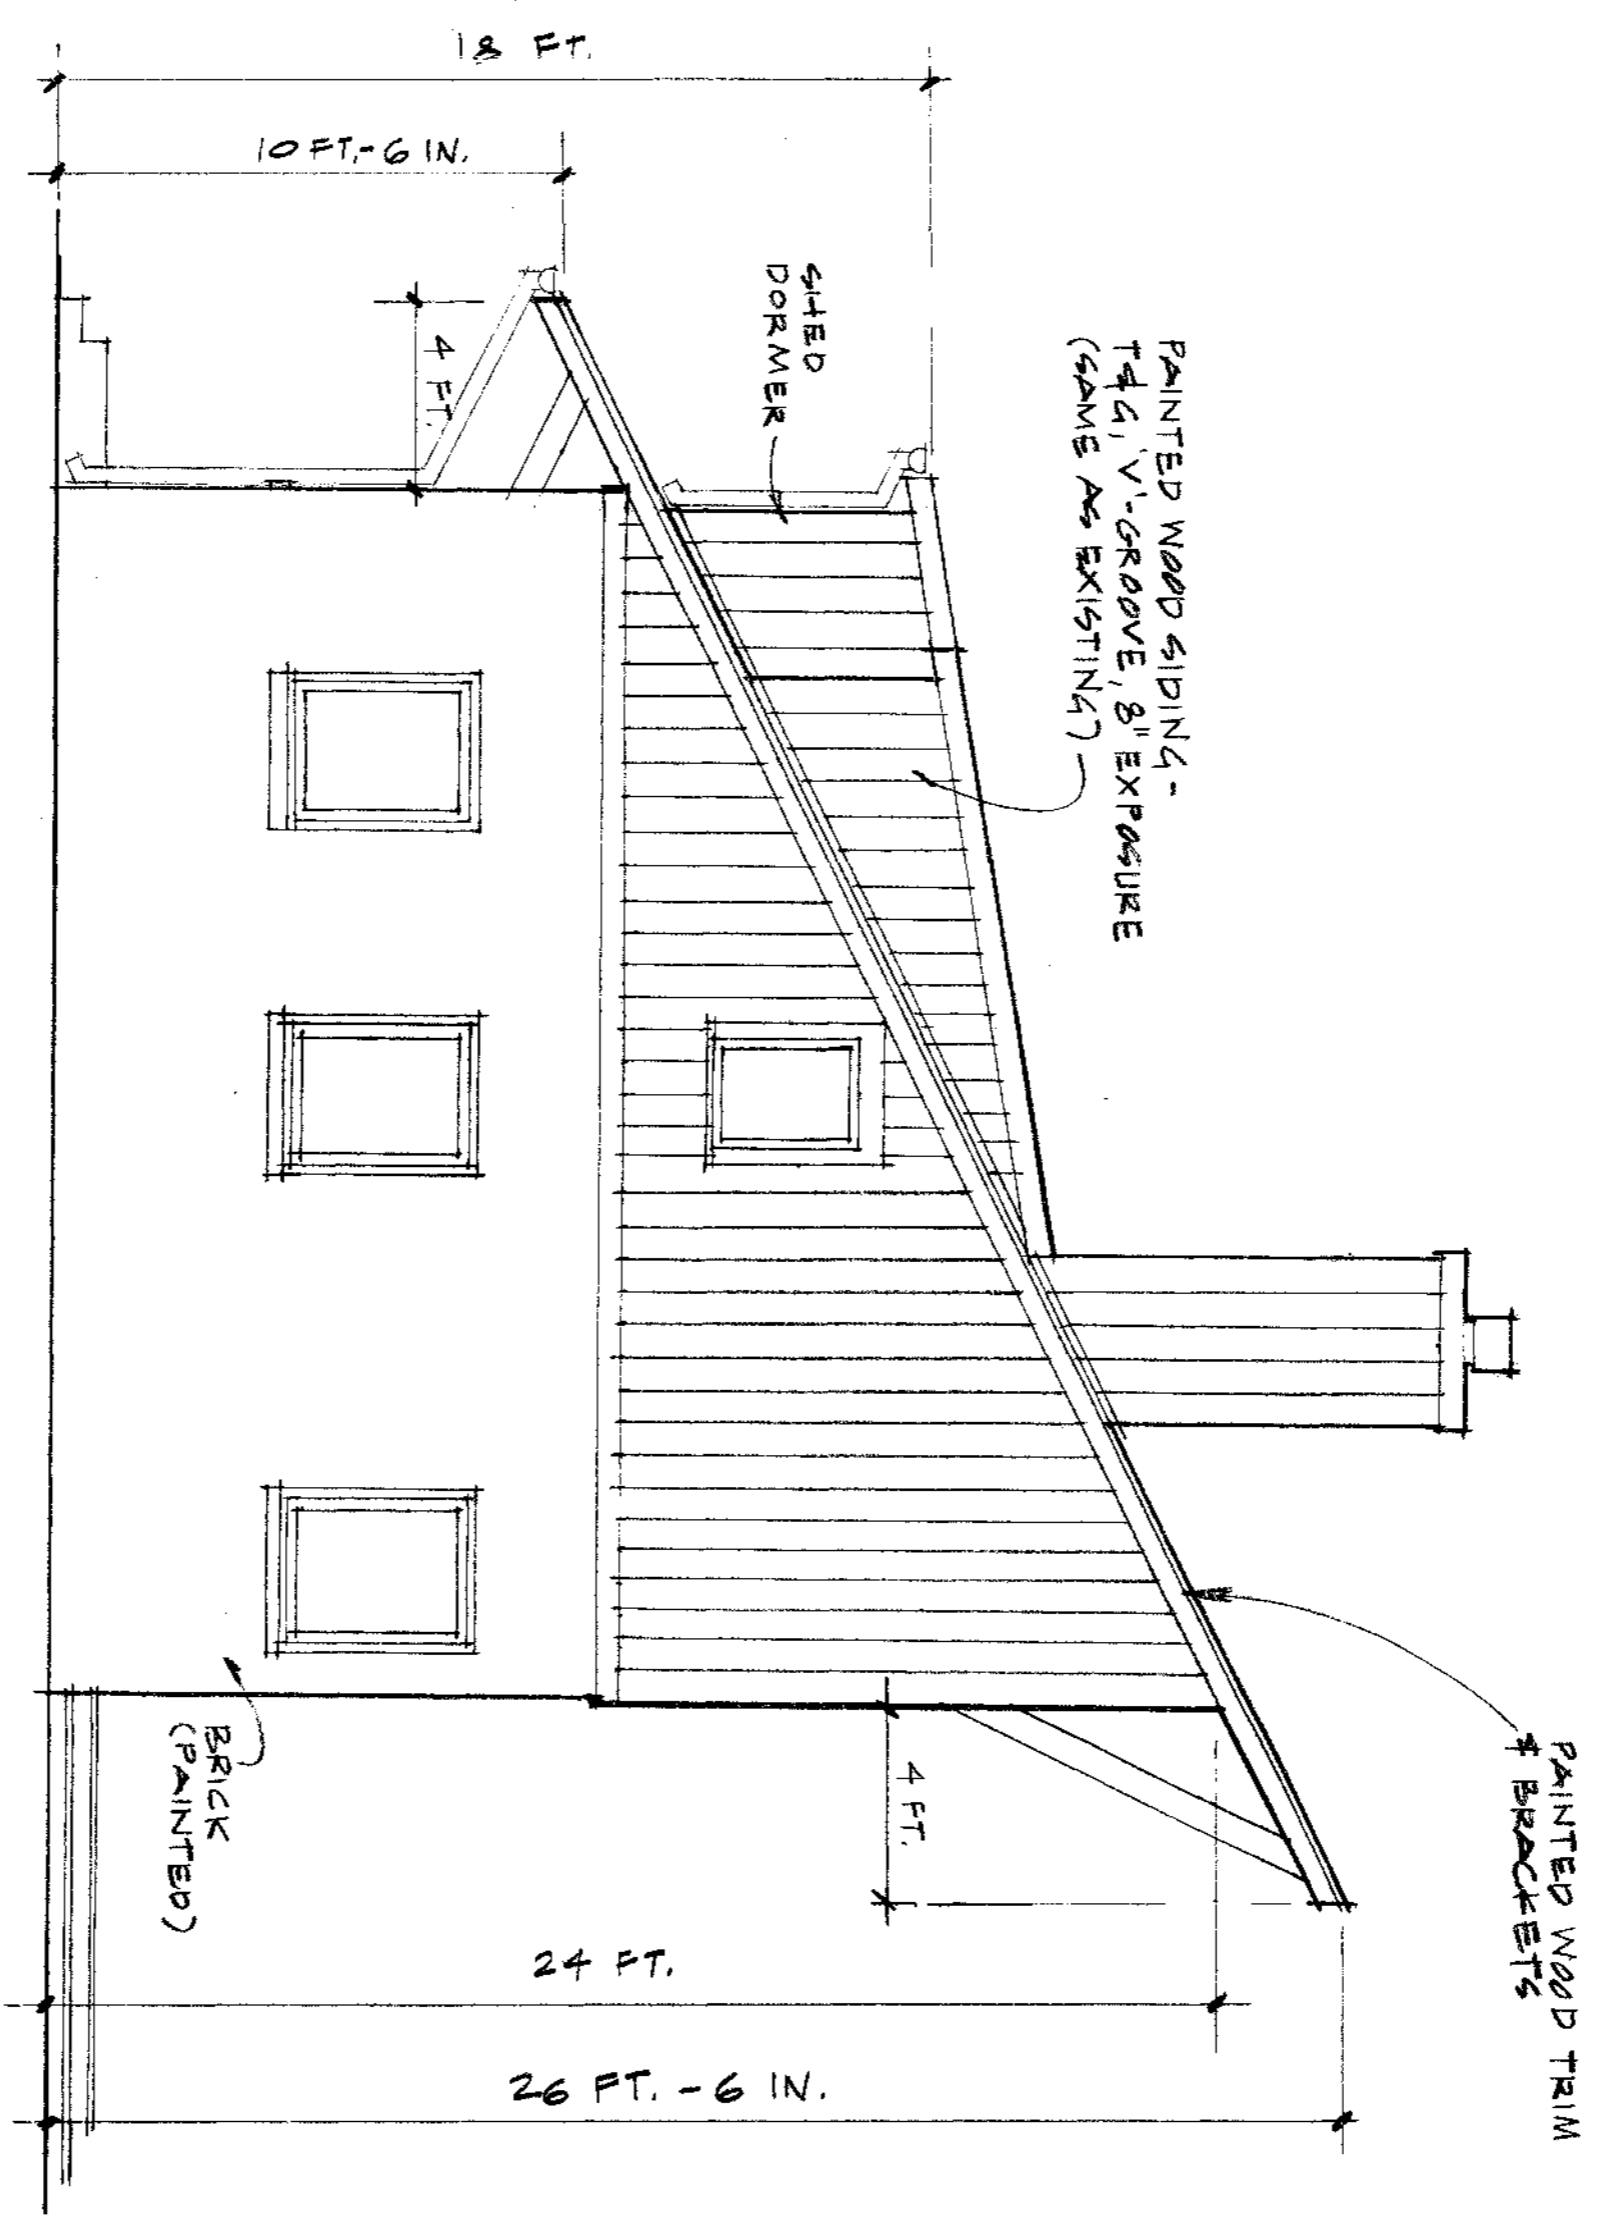 18 FT.
10 FT.-6 IN.
4 FT.
SHED
DORMER
PAINTED WOOD SIDING -
T&G, 'V'-GROOVE, 8" EXPOSURE
(SAME AS EXISTING)
PAINTED WOOD TRIM
& BRACKETS
BRICK
(PAINTED)
4 FT.
24 FT.
26 FT. - 6 IN.